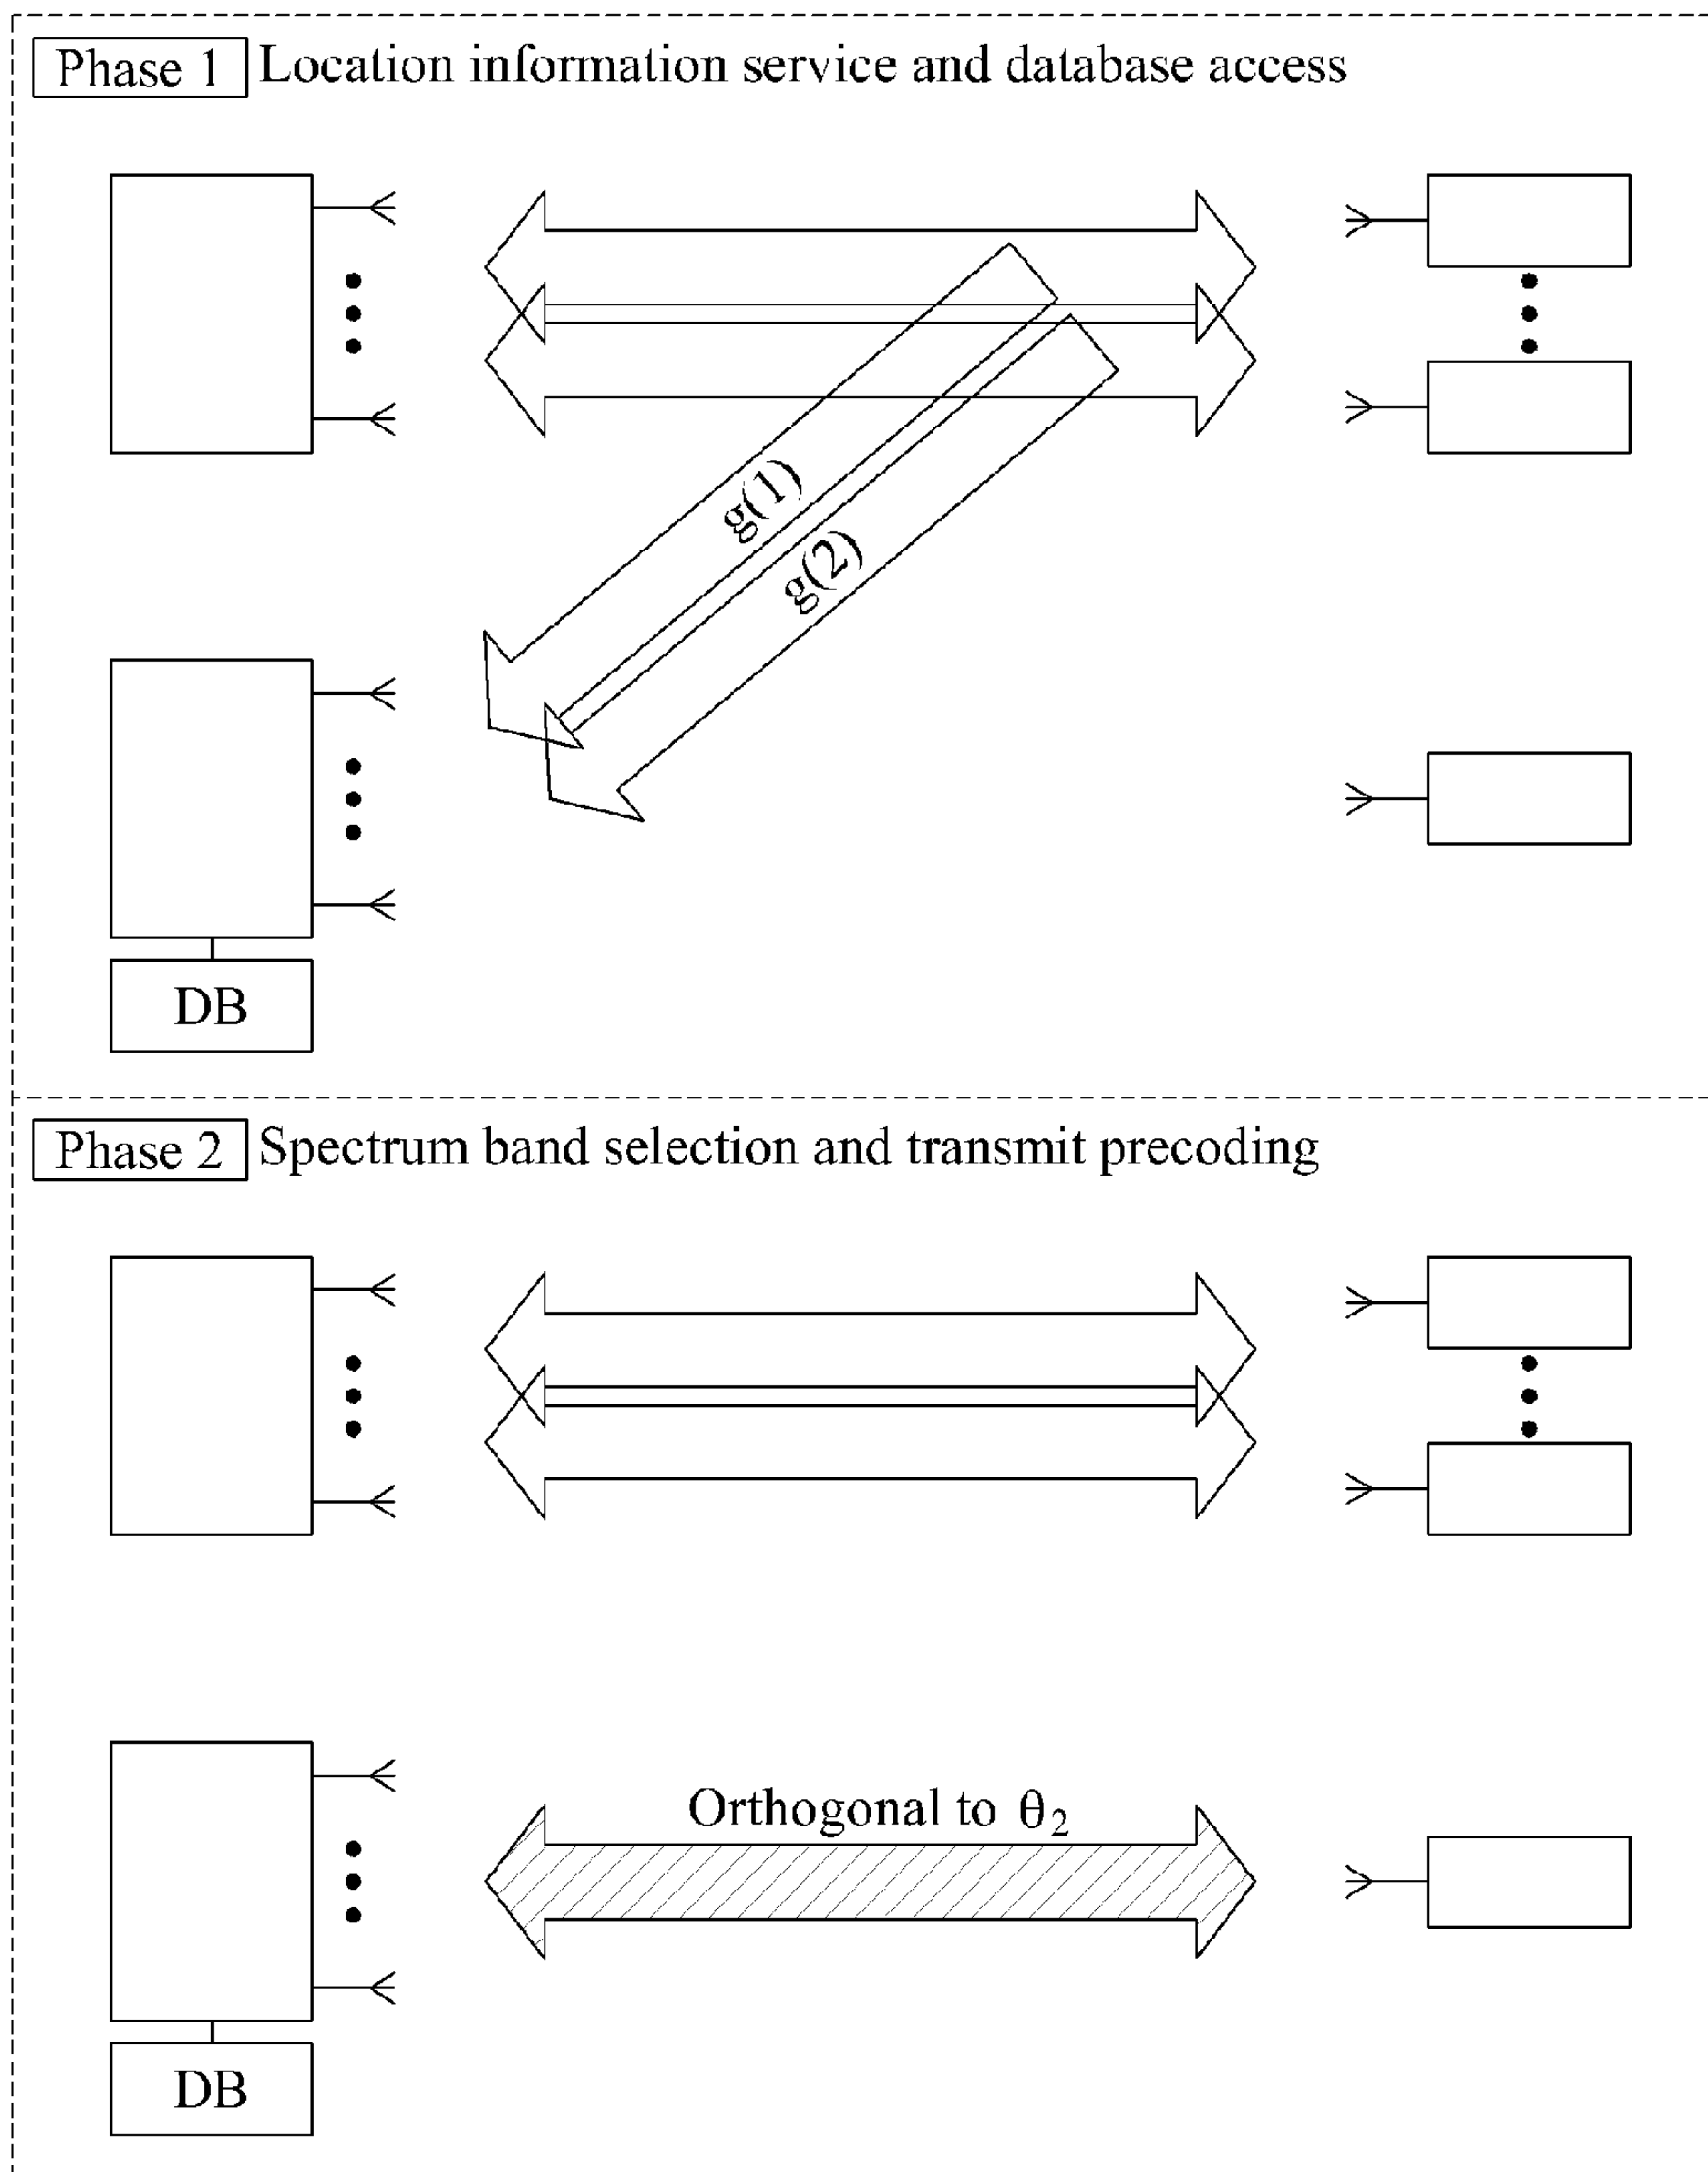 Phase 1 Location information service and database access
g(1)
g(2)
DB
Phase 2 Spectrum band selection and transmit precoding
Orthogonal to θ₂
DB